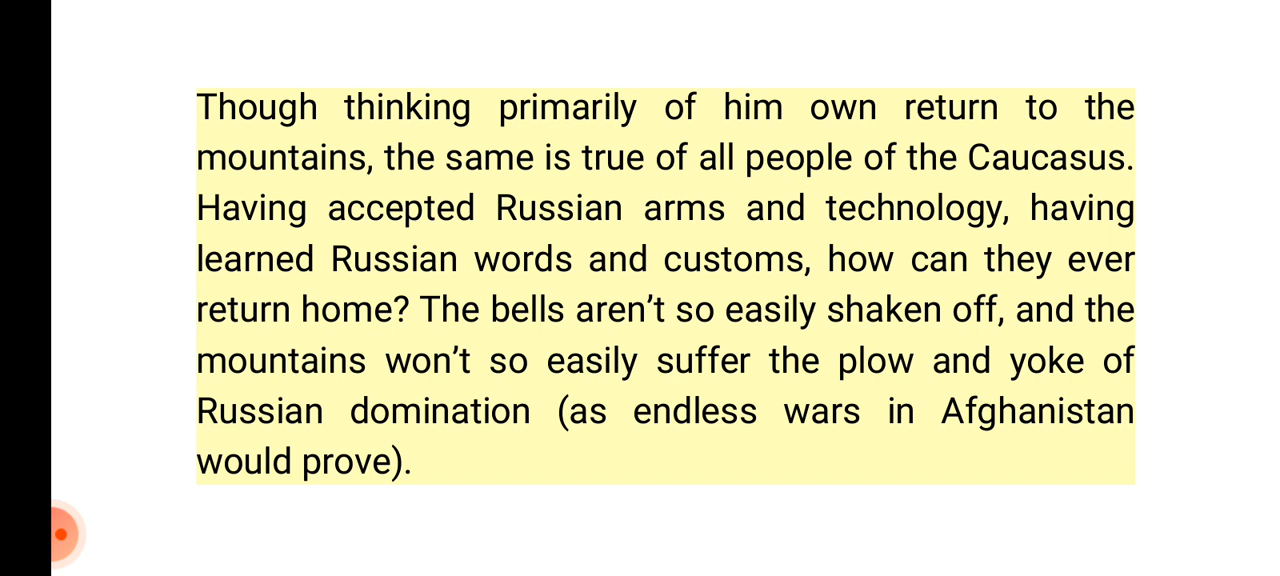 Though thinking primarily of him own return to the
mountains, the same is true of all people of the Caucasus.
Having accepted Russian arms and technology, having
learned Russian words and customs, how can they ever
return home? The bells aren’t so easily shaken off, and the
mountains won’t so easily suffer the plow and yoke of
Russian domination (as endless wars in Afghanistan
would prove).